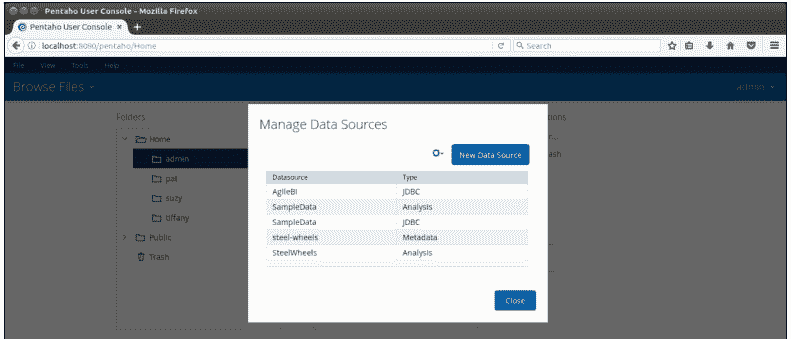 Pentaho User Console - Mozilla Firefox
Pentaho User Console
localhost:8080/pentaho/Home
Search
File View Tools Help
Browse Files
admin
Folders
Home
admin
pat
suzy
tiffany
Public
Trash
Manage Data Sources
New Data Source
Datasource Type
AgileBI JDBC
SampleData Analysis
SampleData JDBC
steel-wheels Metadata
SteelWheels Analysis
Close